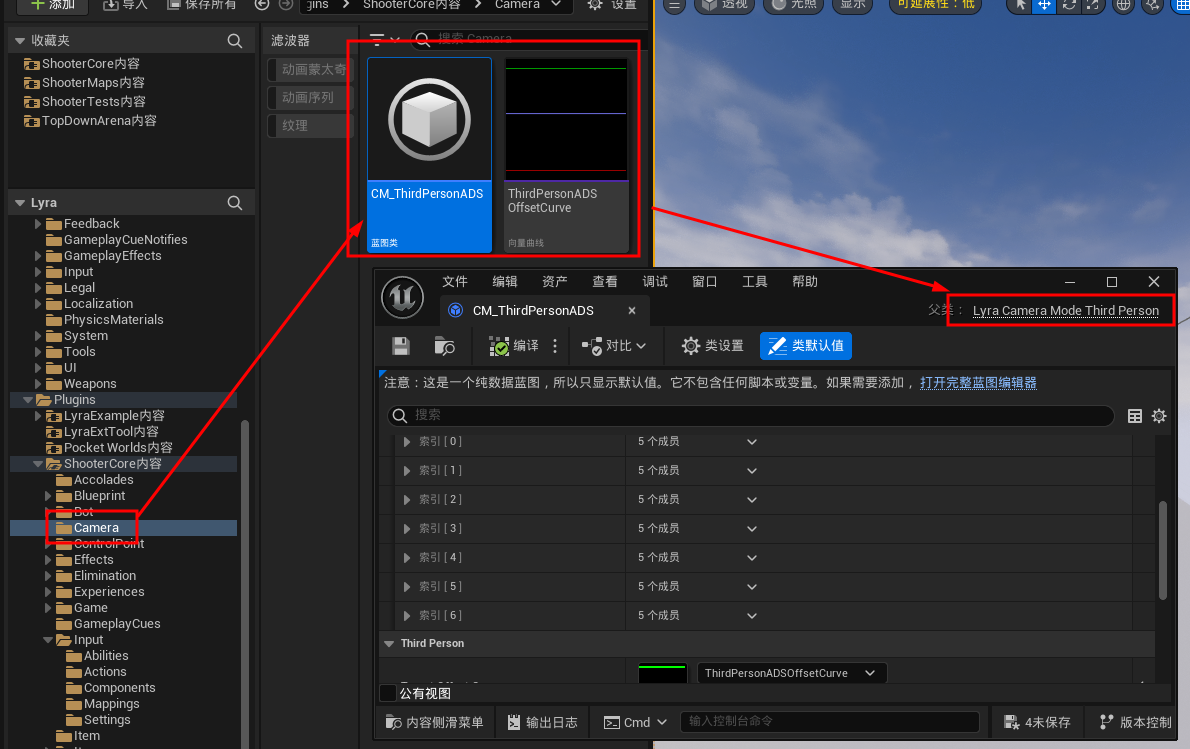 添加
导入
保存所有
gins
ShooterCore内容
Camera
设置
透视
光照
显示
可延展性：低
收藏夹
ShooterCore内容
ShooterMaps内容
ShooterTests内容
TopDownArena内容
滤波器
动画蒙太奇
动画序列
纹理
搜索 Camera
CM_ThirdPersonADS
蓝图类
ThirdPersonADS
OffsetCurve
向量曲线
Lyra
Feedback
GameplayCueNotifies
GameplayEffects
Input
Legal
Localization
PhysicsMaterials
System
Tools
UI
Weapons
Plugins
LyraExample内容
LyraExtTool内容
Pocket Worlds内容
ShooterCore内容
Accolades
Blueprint
Bot
Camera
ControlPoint
Effects
Elimination
Experiences
Game
GameplayCues
Input
Abilities
Actions
Components
Mappings
Settings
Item
文件
编辑
资产
查看
调试
窗口
工具
帮助
CM_ThirdPersonADS
父类：
Lyra Camera Mode Third Person
编译
对比
类设置
类默认值
注意：这是一个纯数据蓝图，所以只显示默认值。它不包含任何脚本或变量。如果需要添加，打开完整蓝图编辑器
搜索
索引 [ 0 ] 5 个成员
索引 [ 1 ] 5 个成员
索引 [ 2 ] 5 个成员
索引 [ 3 ] 5 个成员
索引 [ 4 ] 5 个成员
索引 [ 5 ] 5 个成员
索引 [ 6 ] 5 个成员
Third Person
ThirdPersonADSOffsetCurve
公有视图
内容侧滑菜单
输出日志
Cmd
输入控制台命令
4未保存
版本控制